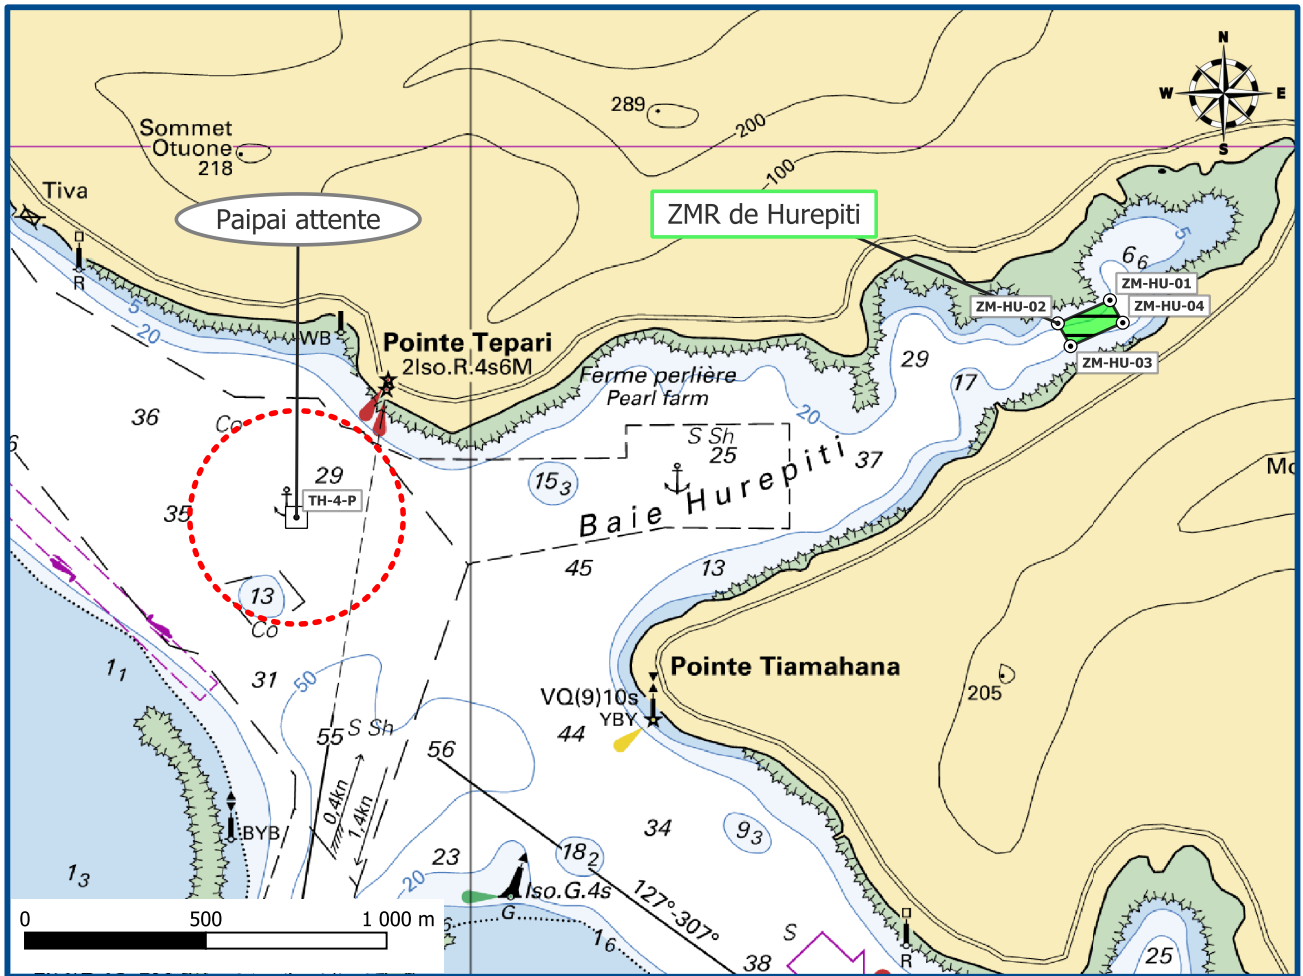 N
W
E
S
289
200
100
Sommet
Otuone
218
Tiva
Paipai attente
ZMR de Hurepiti
5
6₆
ZM-HU-01
ZM-HU-02
ZM-HU-04
ZM-HU-03
R
5
20
WB
Pointe Tepari
2Iso.R.4s6M
Ferme perlière
Pearl farm
29
17
20
36
Co
S Sh
25
37
6
29
TH-4-P
35
15₃
Baie Hurepiti
Mo
45
13
13
Co
1₁
31
50
Pointe Tiamahana
VQ(9)10s
YBY
205
55
S Sh
56
44
0,4kn
1,4kn
BYB
34
9₃
1₃
23
18₂
20
Iso.G.4s
G
127°-307°
0
500
1 000 m
6
1₆
S
38
R
25